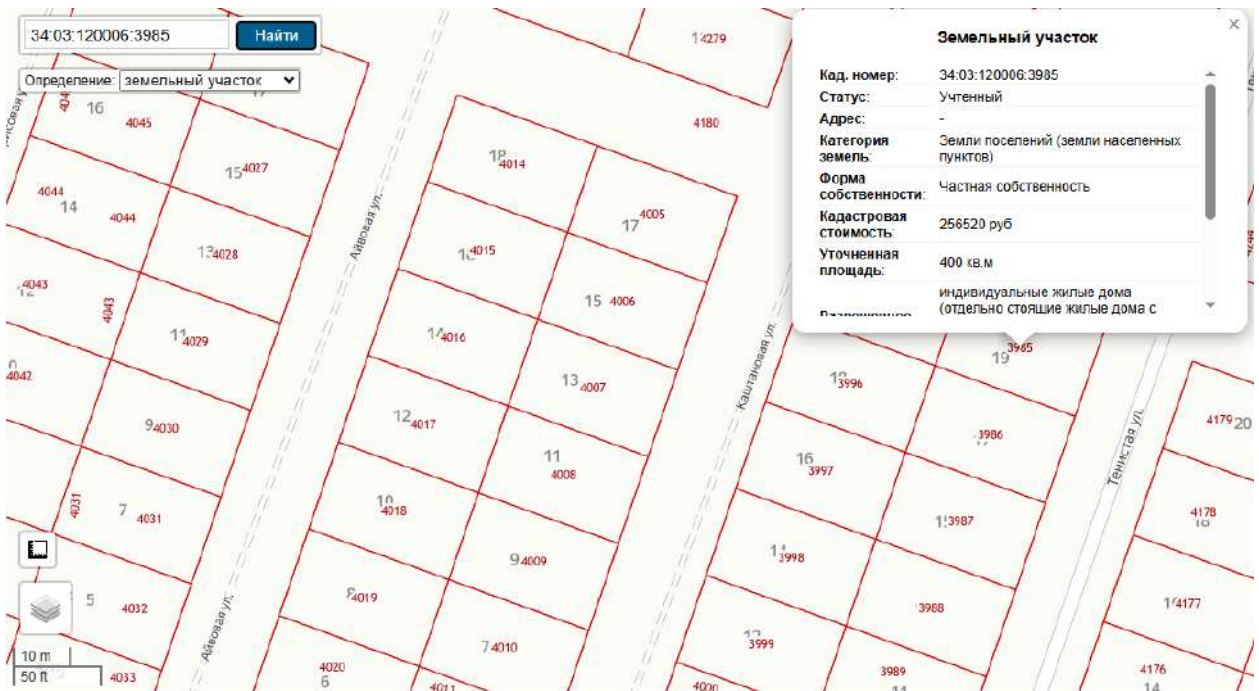 34:03:120006:3985
Найти
Определение: земельный участок
Земельный участок
×
Кад. номер: 34:03:120006:3985
Статус: Учтенный
Адрес: -
Категория земель: Земли поселений (земли населенных
пунктов)
Форма
собственности: Частная собственность
Кадастровая
стоимость: 256520 руб
Уточненная
площадь: 400 кв.м
индивидуальные жилые дома
(отдельно стоящие жилые дома с
4279
4180
16
4045
15 4027
18 4014
17
4005
4044
14
4044
13 4028
4015
15 4006
4043
4043
11 4029
14 4016
13 4007
4042
9 4030
12 4017
11
4008
4031
7 4031
10
4018
9 4009
5
4032
8 4019
7 4010
4033
4020
6
4011
19
3985
3996
3986
16
3997
3987
3998
3988
3999
3989
4000
4179 20
4178
18
4177
4176
14
Айвовая ул.
Айвовая ул.
Каштановая ул.
Тенистая ул.
10 m
50 ft